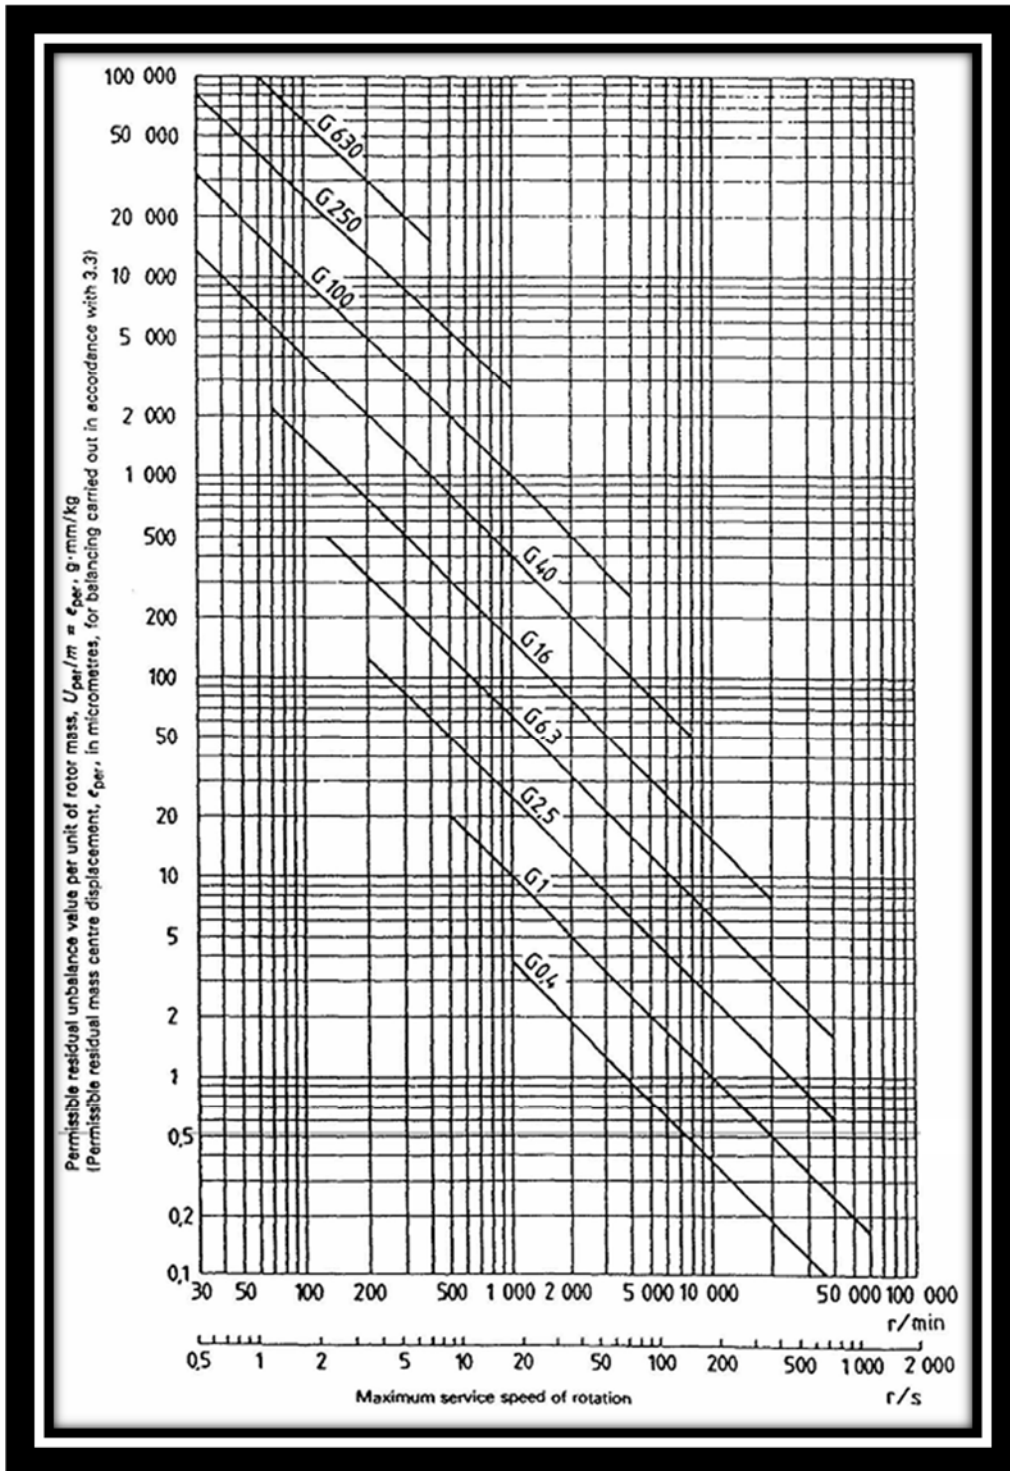 Permissible residual unbalance value per unit of rotor mass, Uper/m = eper, g·mm/kg
(Permissible residual mass centre displacement, eper, in micrometres, for balancing carried out in accordance with 3.3)
100 000
50 000
20 000
10 000
5 000
2 000
1 000
500
200
100
50
20
10
5
2
1
0,5
0,2
0,1
G 630
G 250
G 100
G 40
G 16
G 6,3
G 2,5
G 1
G 0,4
30 50 100 200 500 1 000 2 000 5 000 10 000 50 000 100 000
r/min
0,5 1 2 5 10 20 50 100 200 500 1 000 2 000
Maximum service speed of rotation r/s